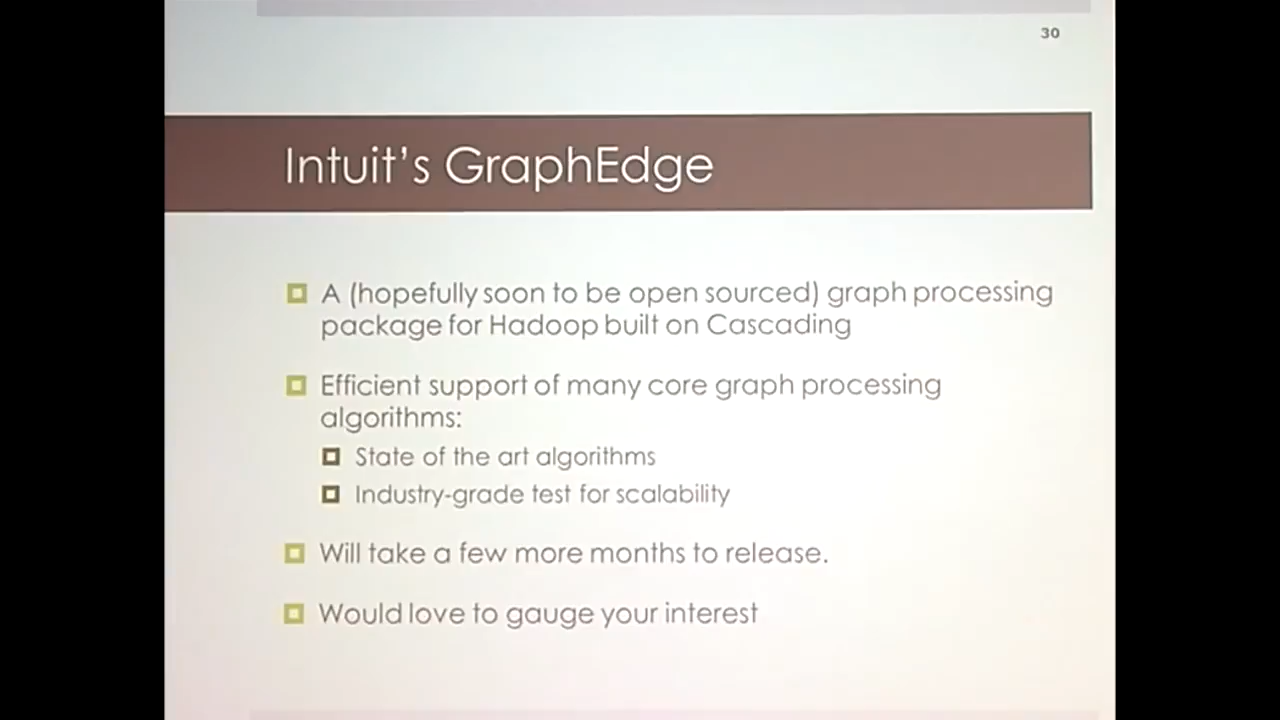 30
Intuit's GraphEdge
A (hopefully soon to be open sourced) graph processing
package for Hadoop built on Cascading
Efficient support of many core graph processing
algorithms:
State of the art algorithms
Industry-grade test for scalability
Will take a few more months to release.
Would love to gauge your interest